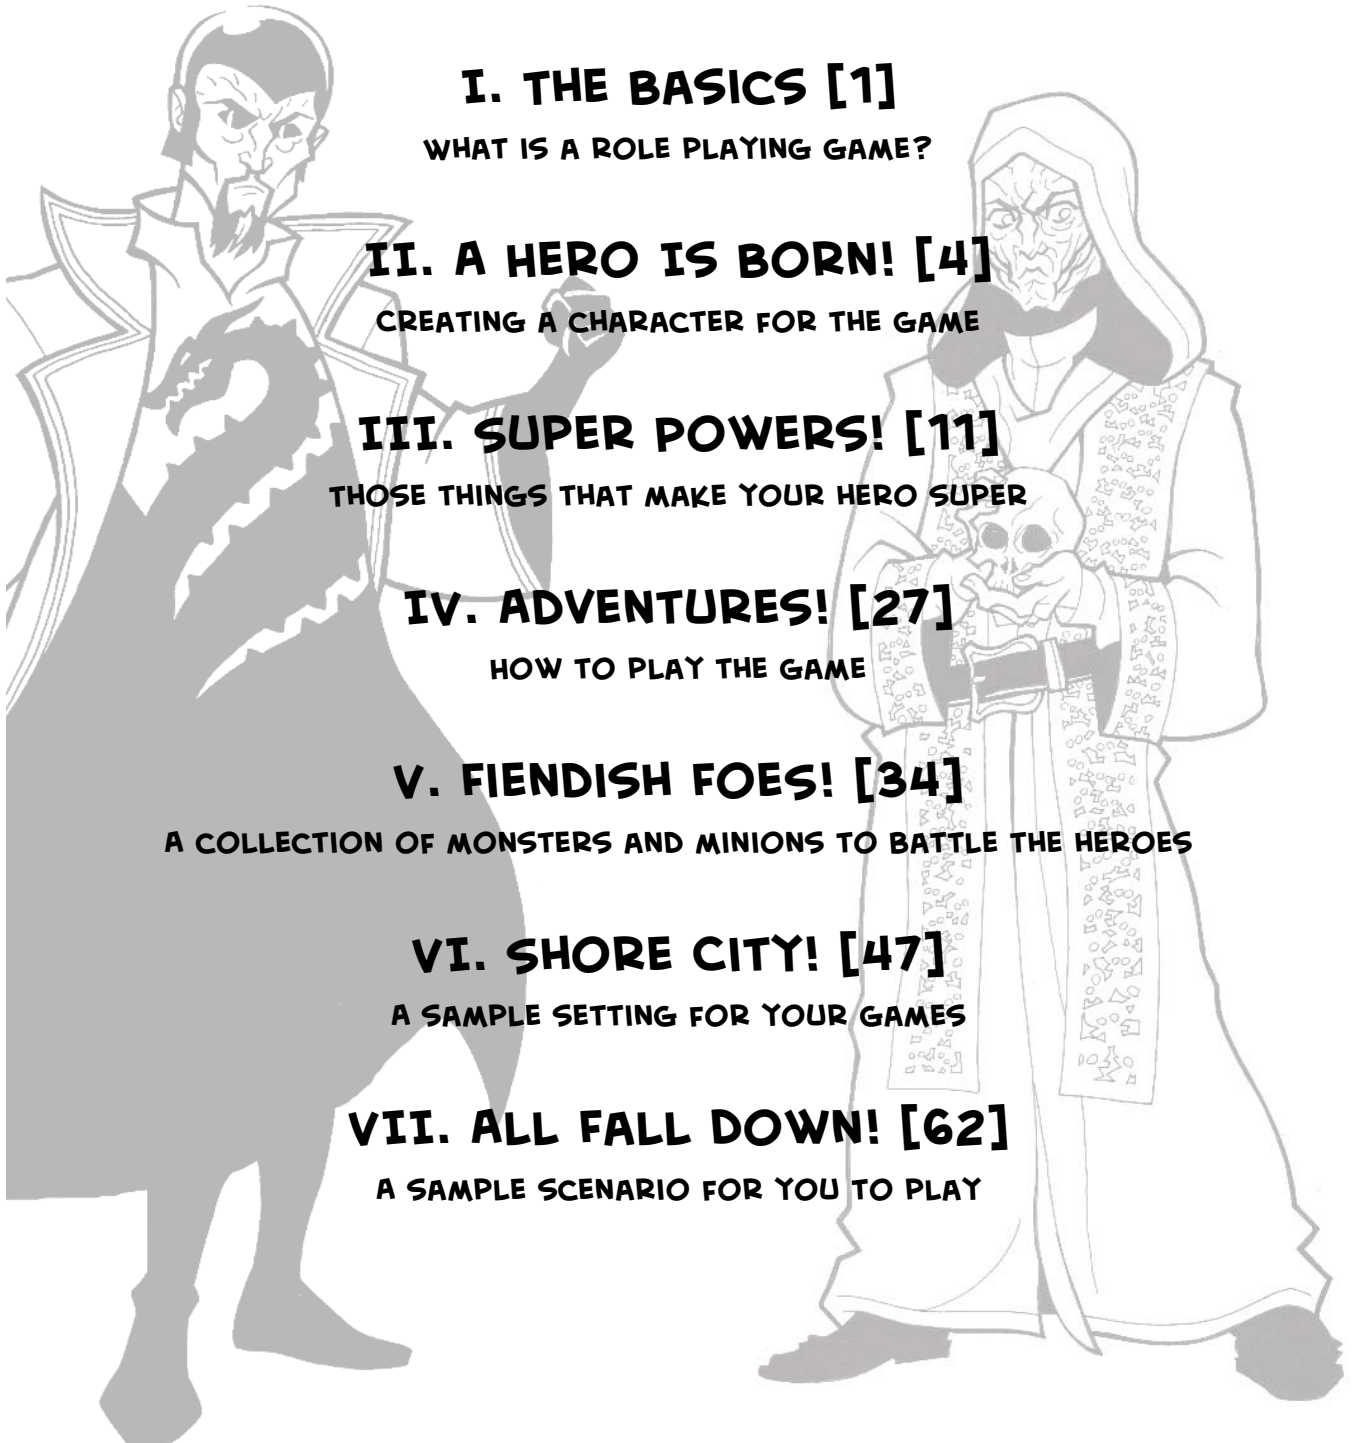 I. THE BASICS [1]
WHAT IS A ROLE PLAYING GAME?
II. A HERO IS BORN! [4]
CREATING A CHARACTER FOR THE GAME
III. SUPER POWERS! [11]
THOSE THINGS THAT MAKE YOUR HERO SUPER
IV. ADVENTURES! [27]
HOW TO PLAY THE GAME
V. FIENDISH FOES! [34]
A COLLECTION OF MONSTERS AND MINIONS TO BATTLE THE HEROES
VI. SHORE CITY! [47]
A SAMPLE SETTING FOR YOUR GAMES
VII. ALL FALL DOWN! [62]
A SAMPLE SCENARIO FOR YOU TO PLAY